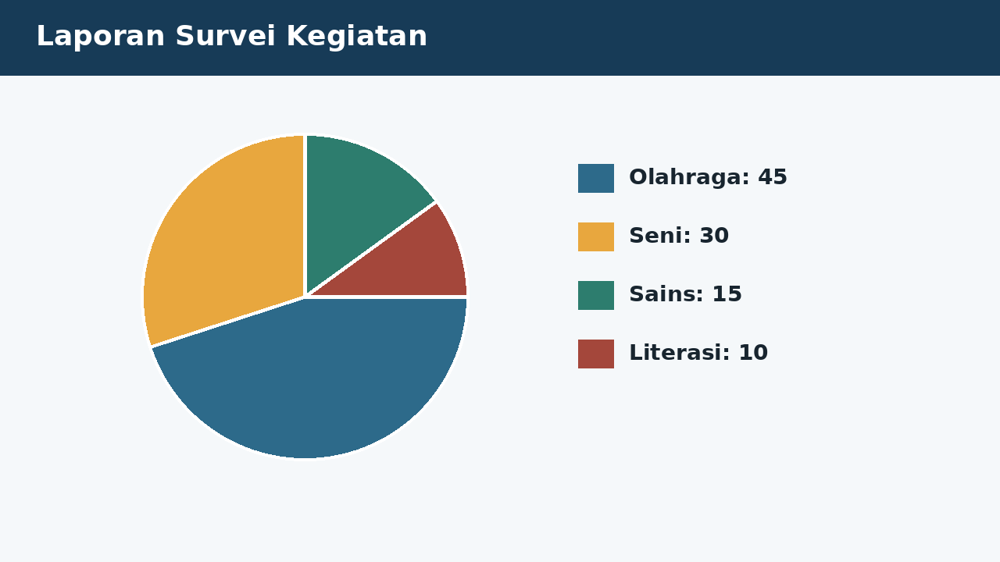 Laporan Survei Kegiatan
Olahraga: 45
Seni: 30
Sains: 15
Literasi: 10